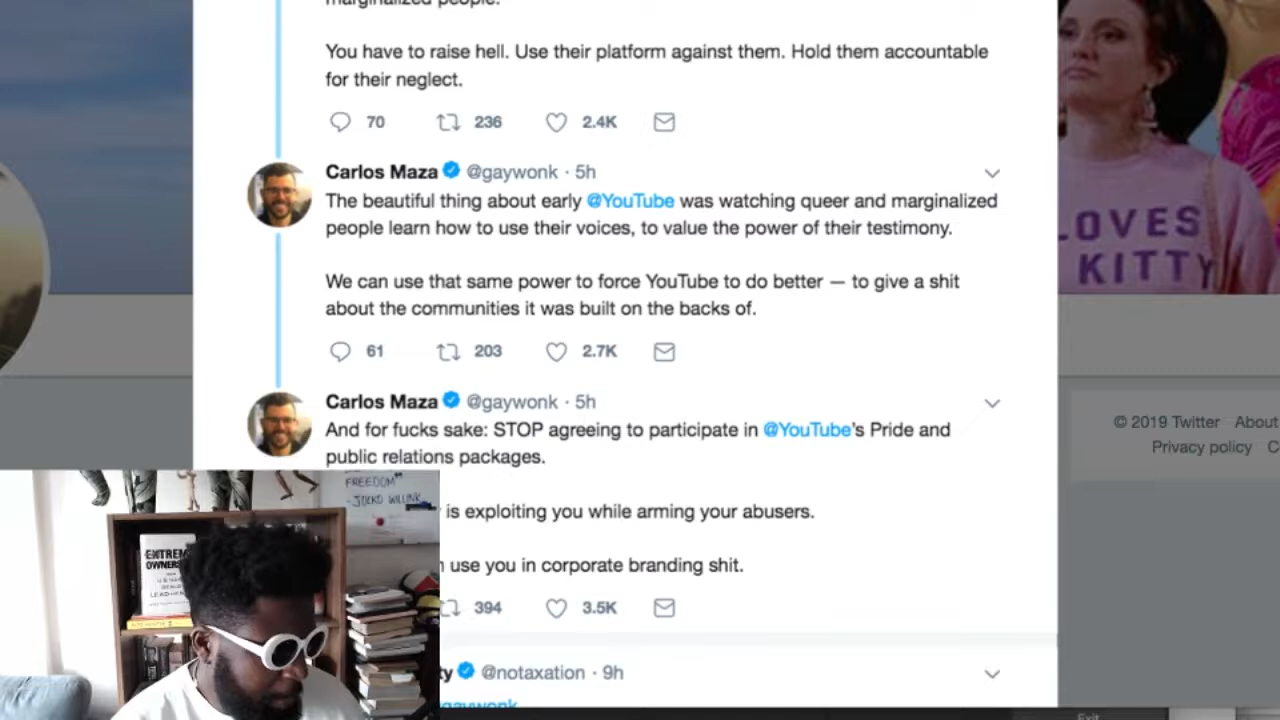 You have to raise hell. Use their platform against them. Hold them accountable
for their neglect.
70 236 2.4K
Carlos Maza @gaywonk · 5h
The beautiful thing about early @YouTube was watching queer and marginalized
people learn how to use their voices, to value the power of their testimony.
We can use that same power to force YouTube to do better — to give a shit
about the communities it was built on the backs of.
61 203 2.7K
Carlos Maza @gaywonk · 5h
And for fucks sake: STOP agreeing to participate in @YouTube's Pride and
public relations packages.
is exploiting you while arming your abusers.
use you in corporate branding shit.
394 3.5K
@notaxation · 9h
LOVES
KITTY
© 2019 Twitter About
Privacy policy
FREEDOM"
-JOCKO WILLINK
Exit